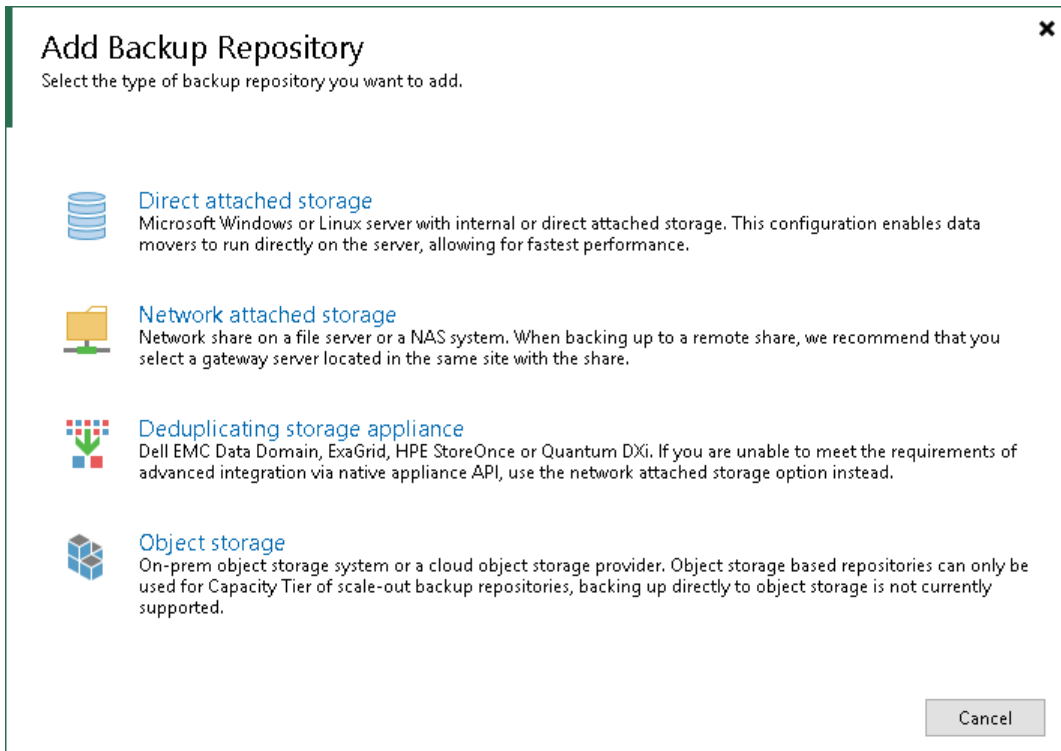 Add Backup Repository
Select the type of backup repository you want to add.
Direct attached storage
Microsoft Windows or Linux server with internal or direct attached storage. This configuration enables data
movers to run directly on the server, allowing for fastest performance.
Network attached storage
Network share on a file server or a NAS system. When backing up to a remote share, we recommend that you
select a gateway server located in the same site with the share.
Deduplicating storage appliance
Dell EMC Data Domain, ExaGrid, HPE StoreOnce or Quantum DXi. If you are unable to meet the requirements of
advanced integration via native appliance API, use the network attached storage option instead.
Object storage
On-prem object storage system or a cloud object storage provider. Object storage based repositories can only be
used for Capacity Tier of scale-out backup repositories, backing up directly to object storage is not currently
supported.
Cancel